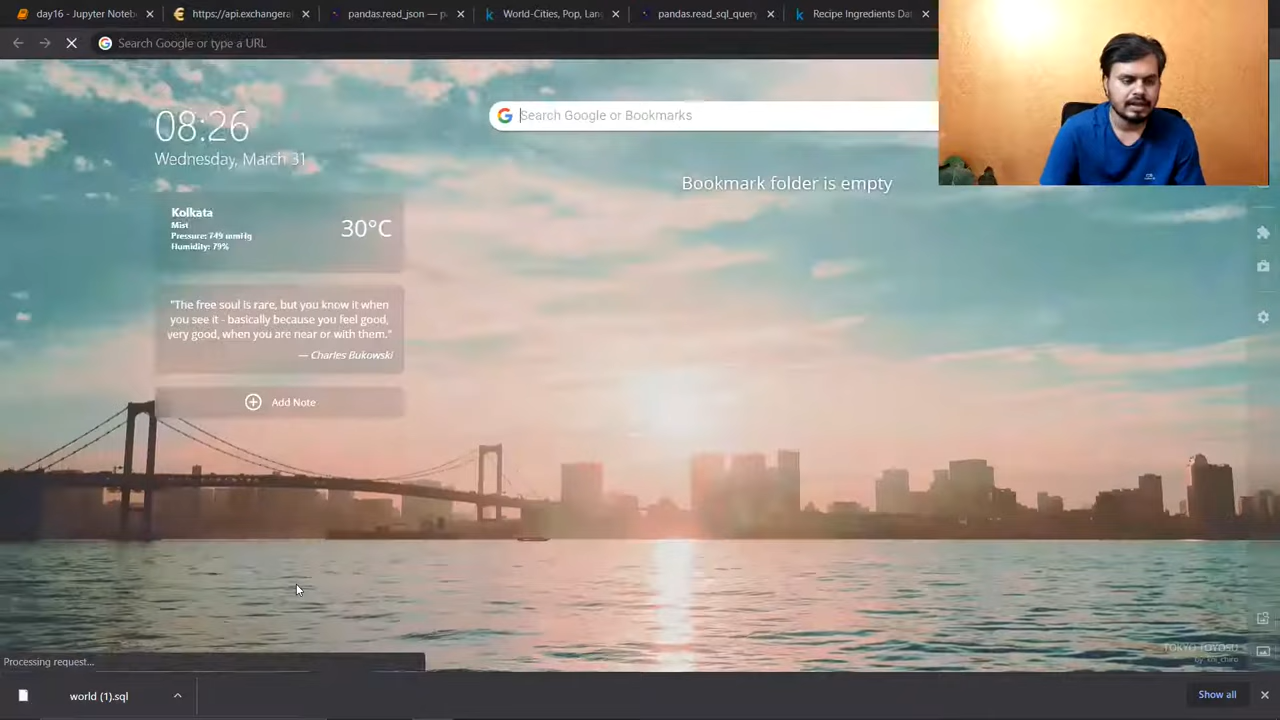 day16 - Jupyter Noteb
https://api.exchangera
pandas.read_json — p
World-Cities, Pop, Lan
pandas.read_sql_query
Recipe Ingredients Dat
Search Google or type a URL
08:26
Wednesday, March 31
Search Google or Bookmarks
Bookmark folder is empty
Kolkata
Mist
Pressure: 749 mmHg
Humidity: 79%
30°C
"The free soul is rare, but you know it when
you see it - basically because you feel good,
very good, when you are near or with them."
— Charles Bukowski
Add Note
TOKYO TOYOSU
Processing request...
world (1).sql
Show all